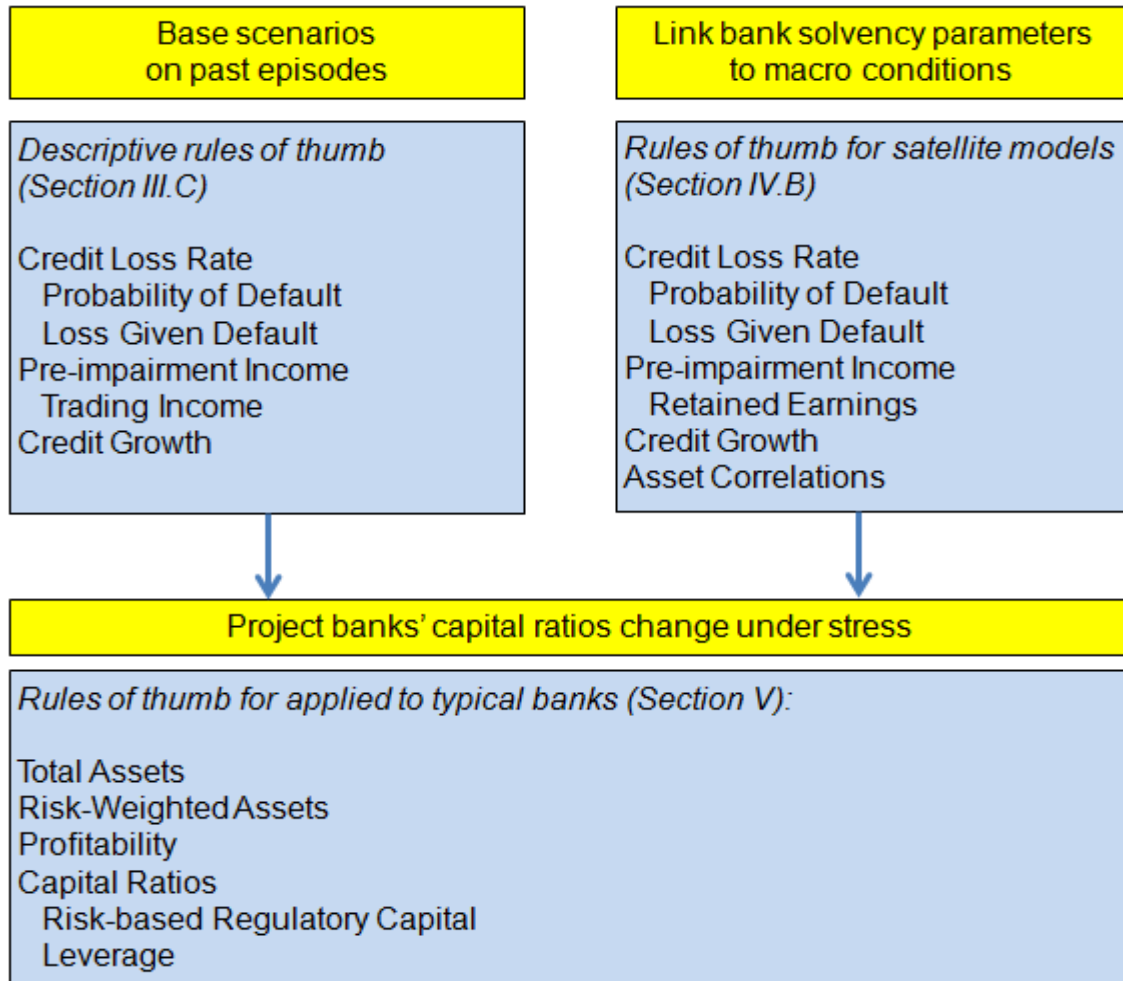 Base scenarios
on past episodes
Descriptive rules of thumb
(Section III.C)
Credit Loss Rate
Probability of Default
Loss Given Default
Pre-impairment Income
Trading Income
Credit Growth
Link bank solvency parameters
to macro conditions
Rules of thumb for satellite models
(Section IV.B)
Credit Loss Rate
Probability of Default
Loss Given Default
Pre-impairment Income
Retained Earnings
Credit Growth
Asset Correlations
Project banks' capital ratios change under stress
Rules of thumb for applied to typical banks (Section V):
Total Assets
Risk-Weighted Assets
Profitability
Capital Ratios
Risk-based Regulatory Capital
Leverage